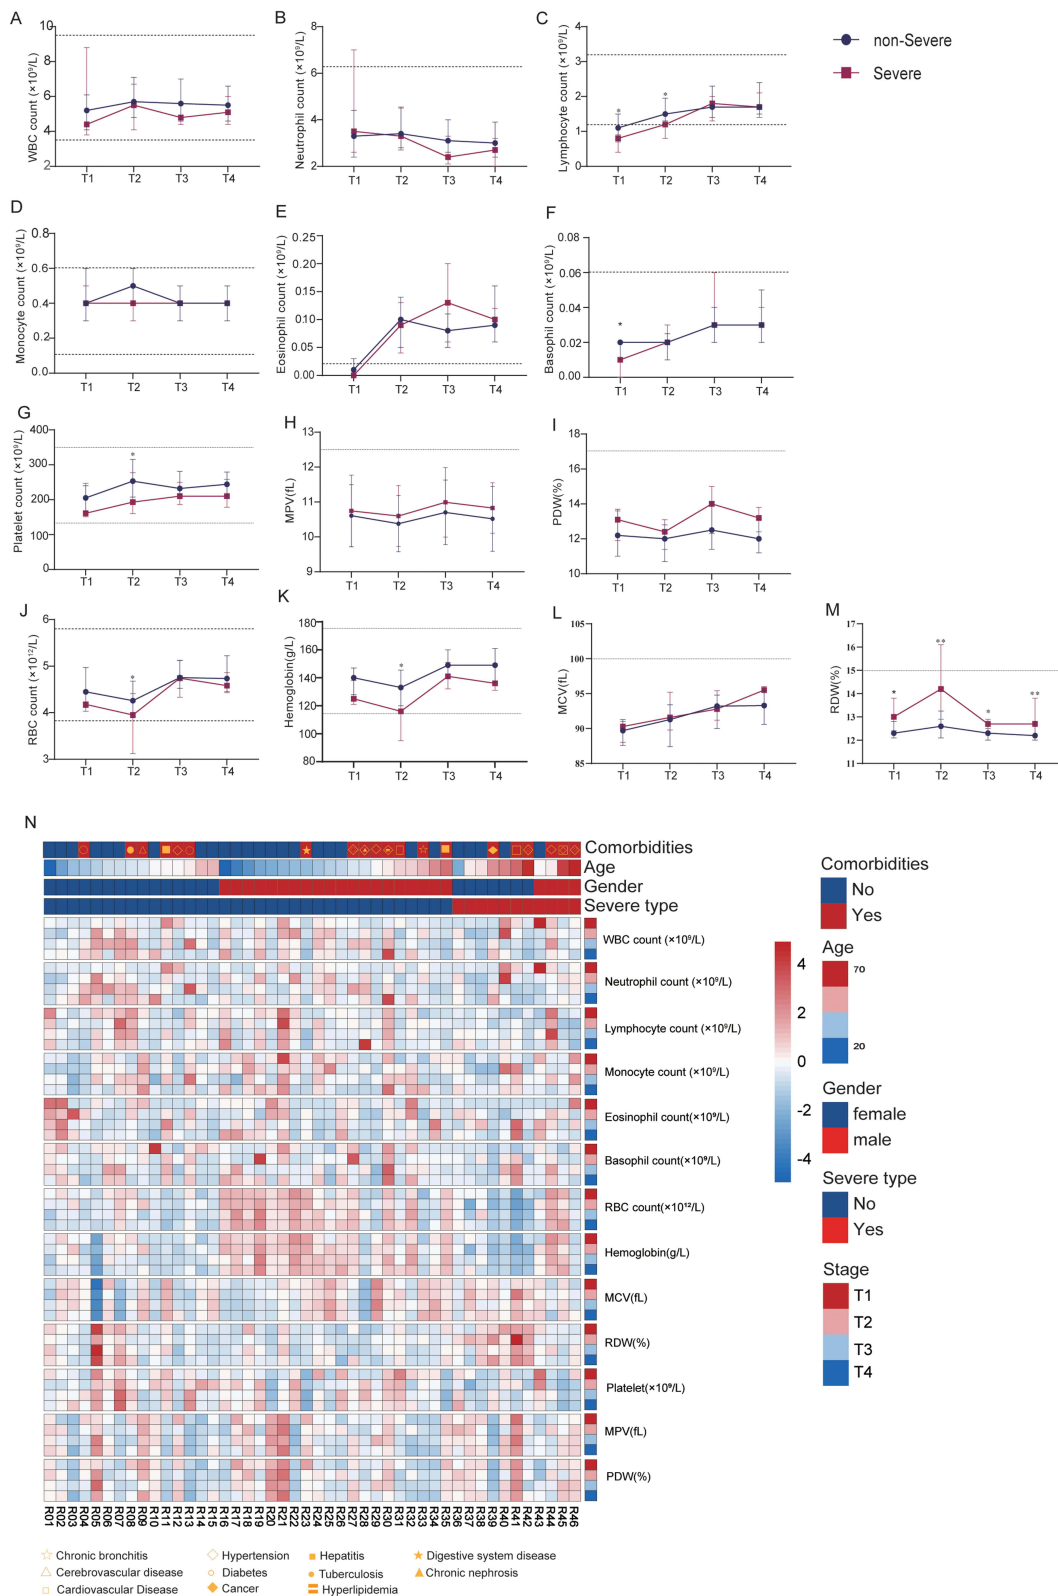 A
B
C
non-Severe
Severe
WBC count (×10⁹/L)
10
8
6
4
2
T1 T2 T3 T4
Neutrophil count (×10⁹/L)
8
6
4
2
T1 T2 T3 T4
Lymphocyte count (×10⁹/L)
4
3
2
1
0
* *
T1 T2 T3 T4
D
E
F
Monocyte count (×10⁹/L)
0.8
0.6
0.4
0.2
0.0
T1 T2 T3 T4
Eosinophil count (×10⁹/L)
0.25
0.20
0.15
0.10
0.05
0.00
T1 T2 T3 T4
Basophil count (×10⁹/L)
0.08
0.06
0.04
0.02
0.00
*
T1 T2 T3 T4
G
H
I
Platelet count (×10⁹/L)
400
300
200
100
0
*
T1 T2 T3 T4
MPV(fL)
13
12
11
10
9
T1 T2 T3 T4
PDW(%)
18
16
14
12
10
T1 T2 T3 T4
J
K
L
M
RBC count (×10¹²/L)
6
5
4
3
*
T1 T2 T3 T4
Hemoglobin(g/L)
180
160
140
120
100
80
*
T1 T2 T3 T4
MCV(fL)
105
100
95
90
85
T1 T2 T3 T4
RDW(%)
17
16
15
14
13
12
11
* ** * **
T1 T2 T3 T4
N
Comorbidities
Age
Gender
Severe type
WBC count (×10⁹/L)
Neutrophil count (×10⁹/L)
Lymphocyte count (×10⁹/L)
Monocyte count (×10⁹/L)
Eosinophil count(×10⁹/L)
Basophil count(×10⁹/L)
RBC count(×10¹²/L)
Hemoglobin(g/L)
MCV(fL)
RDW(%)
Platelet(×10⁹/L)
MPV(fL)
PDW(%)
4
2
0
-2
-4
Comorbidities
No
Yes
Age
70
20
Gender
female
male
Severe type
No
Yes
Stage
T1
T2
T3
T4
R01 R02 R03 R04 R05 R06 R07 R08 R09 R10 R11 R13 R12 R14 R15 R16 R17 R18 R19 R20 R21 R22 R23 R24 R25 R26 R27 R28 R29 R30 R31 R32 R33 R34 R35 R36 R37 R38 R39 R40 R41 R42 R43 R44 R45 R46
Chronic bronchitis
Hypertension
Hepatitis
Digestive system disease
Cerebrovascular disease
Diabetes
Tuberculosis
Chronic nephrosis
Cardiovascular Disease
Cancer
Hyperlipidemia